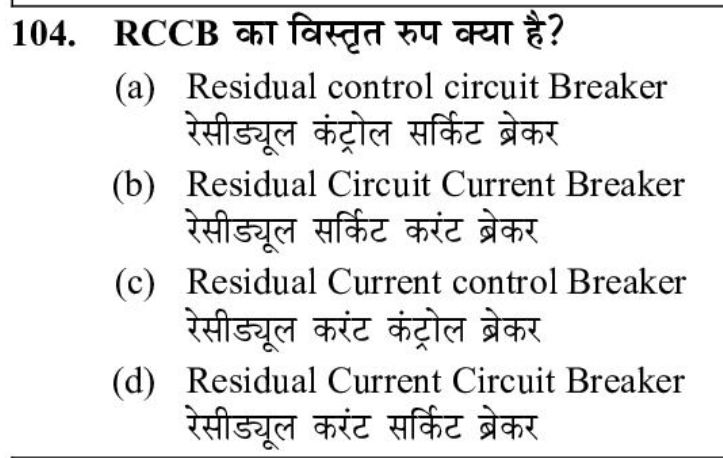 104. RCCB का विस्तृत रुप क्या है?
(a) Residual control circuit Breaker
रेसीड्यूल कंट्रोल सर्किट ब्रेकर
(b) Residual Circuit Current Breaker
रेसीड्यूल सर्किट करंट ब्रेकर
(c) Residual Current control Breaker
रेसीड्यूल करंट कंट्रोल ब्रेकर
(d) Residual Current Circuit Breaker
रेसीड्यूल करंट सर्किट ब्रेकर